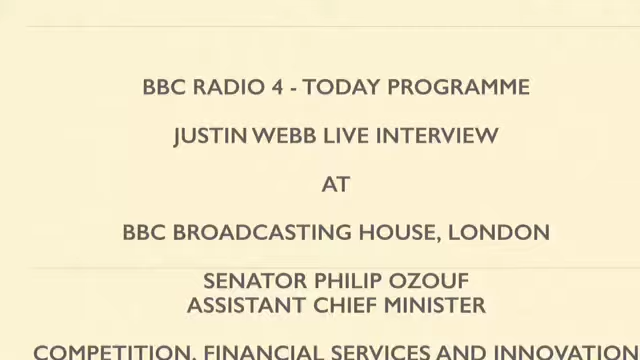 BBC RADIO 4 - TODAY PROGRAMME
JUSTIN WEBB LIVE INTERVIEW
AT
BBC BROADCASTING HOUSE, LONDON
SENATOR PHILIP OZOUF
ASSISTANT CHIEF MINISTER
COMPETITION, FINANCIAL SERVICES AND INNOVATION